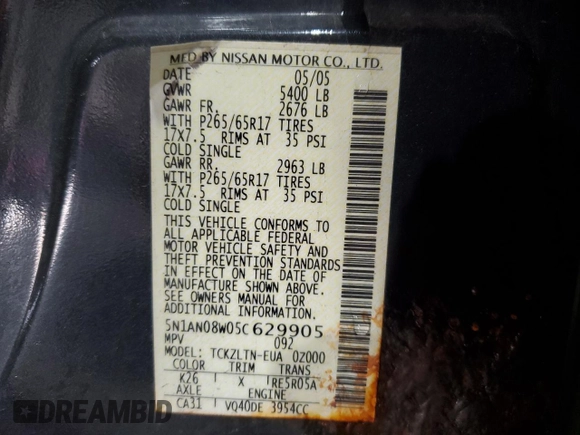 MFD BY NISSAN MOTOR CO., LTD.
DATE 05/05
GVWR 5400 LB
GAWR FR. 2676 LB
WITH P265/65R17 TIRES
17X7.5 RIMS AT 35 PSI
COLD SINGLE
GAWR RR. 2963 LB
WITH P265/65R17 TIRES
17X7.5 RIMS AT 35 PSI
COLD SINGLE
THIS VEHICLE CONFORMS TO
ALL APPLICABLE FEDERAL
MOTOR VEHICLE SAFETY AND
THEFT PREVENTION STANDARDS
IN EFFECT ON THE DATE OF
MANUFACTURE SHOWN ABOVE.
SEE OWNERS MANUAL FOR
ADDITIONAL INFORMATION.
5N1AN08W05C629905
MPV 092
MODEL: TCKZLTN-EUA 0Z000
COLOR TRIM TRANS
K26 X RE5R05A
AXLE ENGINE
CA31 VQ40DE 3954CC
BIDCARS
DREAMBID